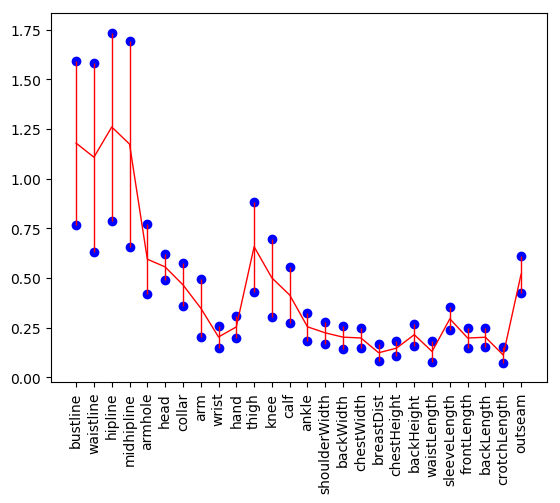 1.75
1.50
1.25
1.00
0.75
0.50
0.25
0.00
bustline
waistline
hipline
midhipline
armhole
head
collar
arm
wrist
hand
thigh
knee
calf
ankle
shoulderWidth
backWidth
chestWidth
breastDist
chestHeight
backHeight
waistLength
sleeveLength
frontLength
backLength
crotchLength
outseam